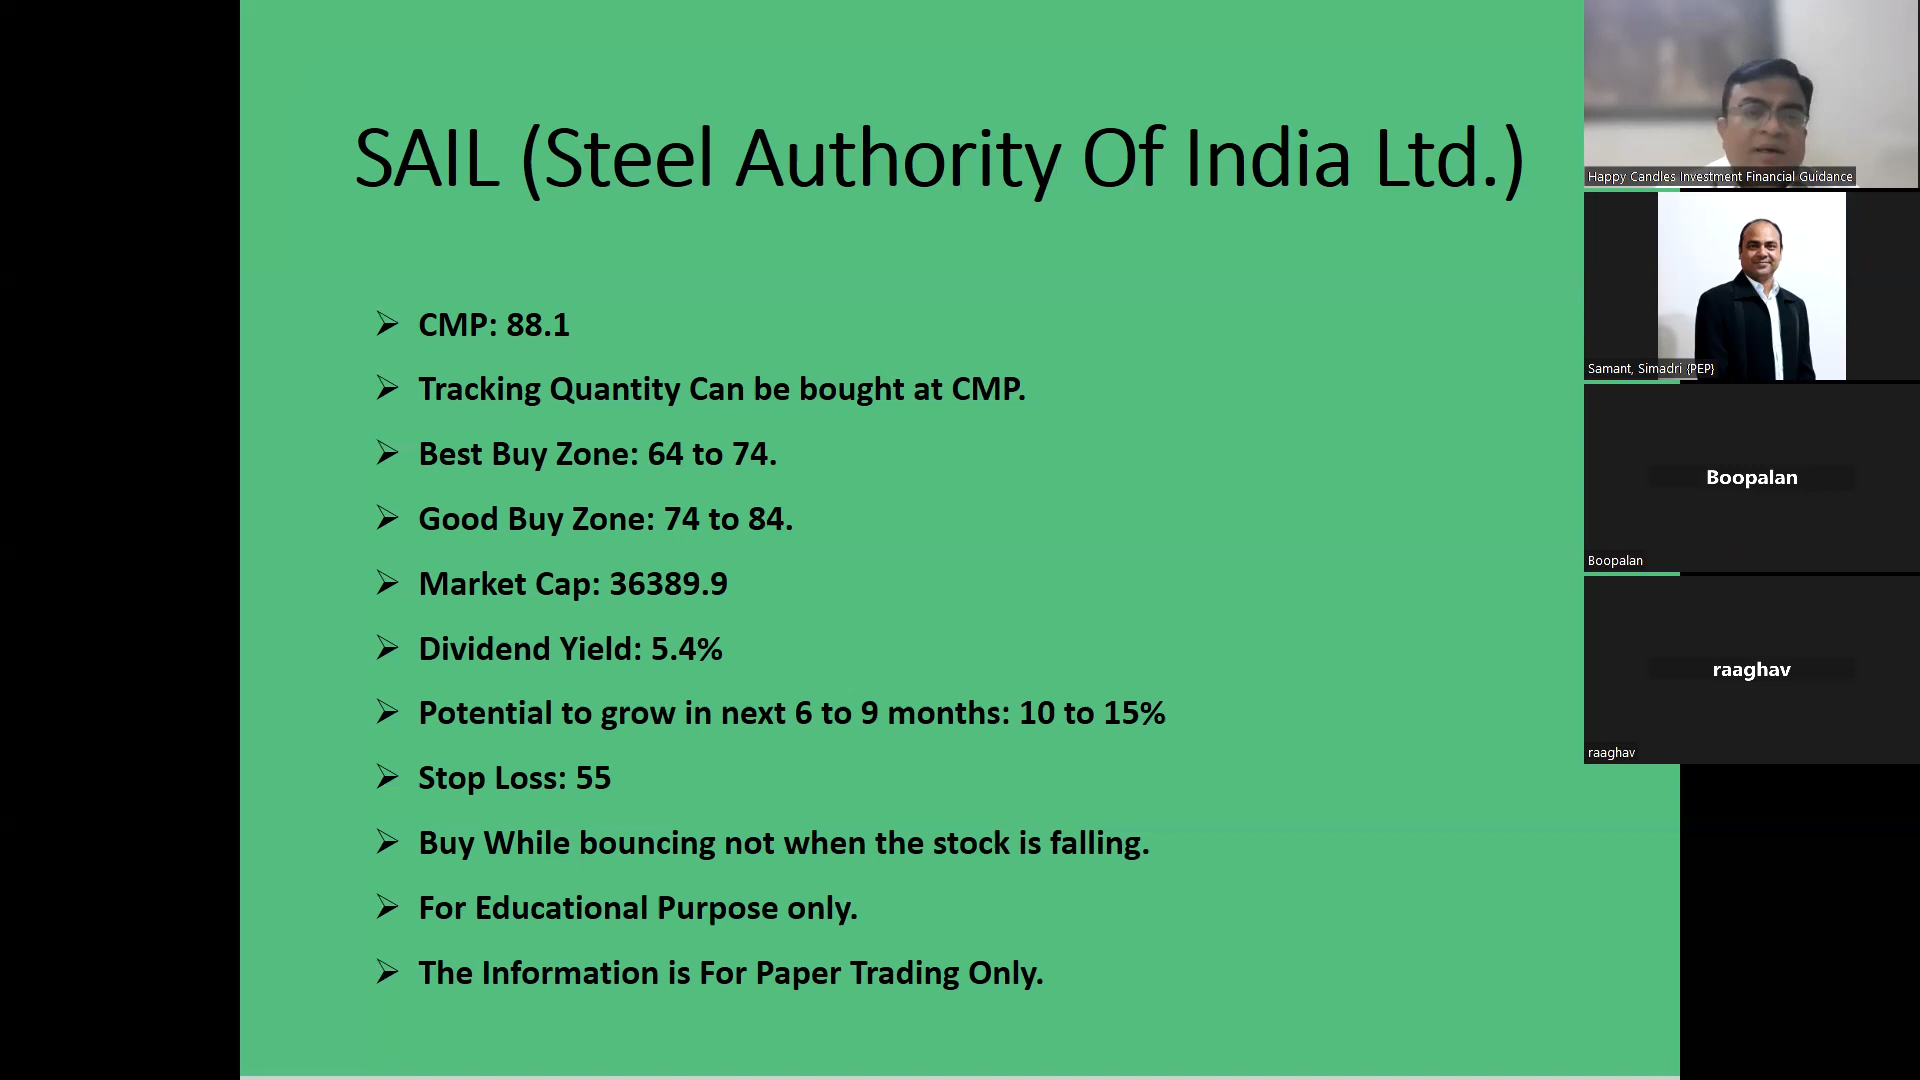 SAIL (Steel Authority Of India Ltd.)
CMP: 88.1
Tracking Quantity Can be bought at CMP.
Best Buy Zone: 64 to 74.
Good Buy Zone: 74 to 84.
Market Cap: 36389.9
Dividend Yield: 5.4%
Potential to grow in next 6 to 9 months: 10 to 15%
Stop Loss: 55
Buy While bouncing not when the stock is falling.
For Educational Purpose only.
The Information is For Paper Trading Only.
Happy Candles Investment Financial Guidance
Samant, Simadri {PEP}
Boopalan
Boopalan
raaghav
raaghav